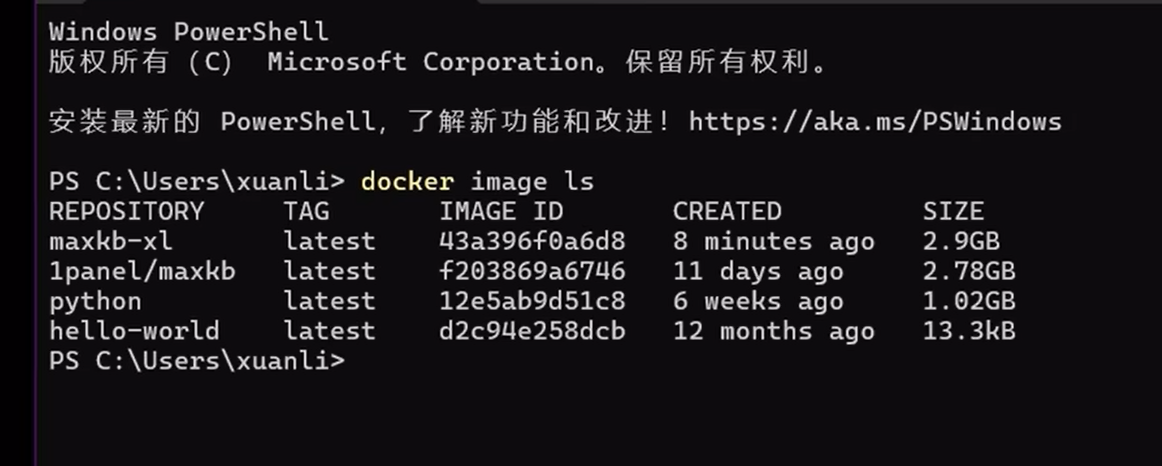 Windows PowerShell
版权所有 (C)  Microsoft Corporation。保留所有权利。
安装最新的 PowerShell，了解新功能和改进！https://aka.ms/PSWindows
PS C:\Users\xuanli> docker image ls
REPOSITORY     TAG       IMAGE ID       CREATED          SIZE
maxkb-xl       latest    43a396f0a6d8   8 minutes ago    2.9GB
1panel/maxkb   latest    f203869a6746   11 days ago      2.78GB
python         latest    12e5ab9d51c8   6 weeks ago      1.02GB
hello-world    latest    d2c94e258dcb   12 months ago    13.3kB
PS C:\Users\xuanli>